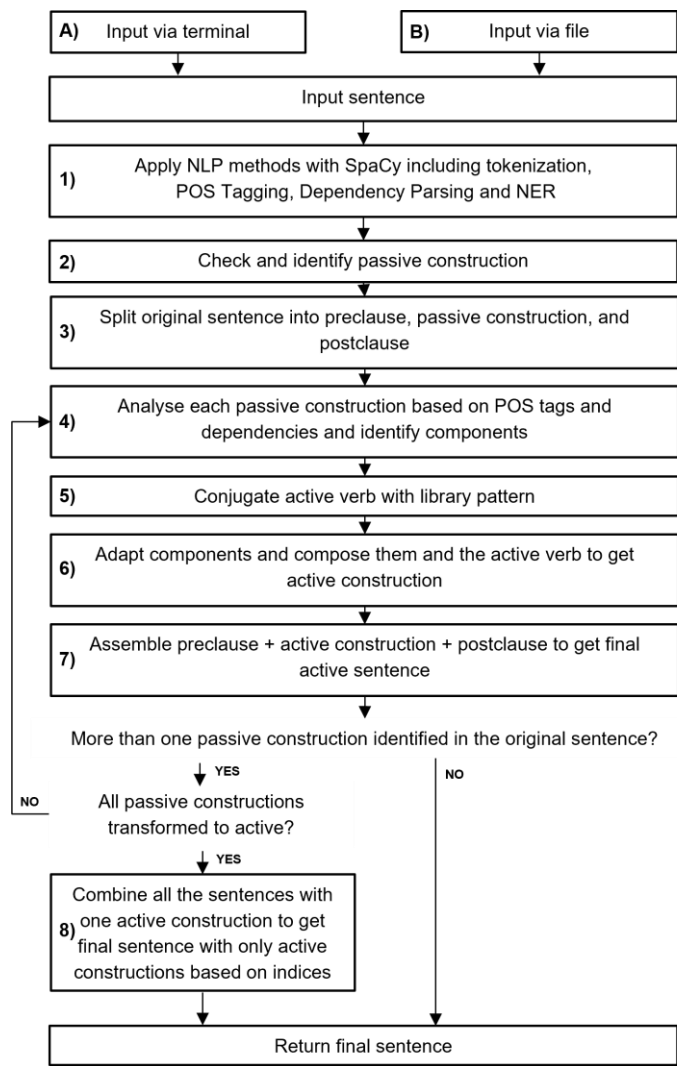 A) Input via terminal
B) Input via file
Input sentence
1) Apply NLP methods with SpaCy including tokenization,
POS Tagging, Dependency Parsing and NER
2) Check and identify passive construction
3) Split original sentence into preclause, passive construction, and
postclause
4) Analyse each passive construction based on POS tags and
dependencies and identify components
5) Conjugate active verb with library pattern
6) Adapt components and compose them and the active verb to get
active construction
7) Assemble preclause + active construction + postclause to get final
active sentence
More than one passive construction identified in the original sentence?
YES
NO
NO
All passive constructions
transformed to active?
YES
Combine all the sentences with
one active construction to get
8) final sentence with only active
constructions based on indices
Return final sentence